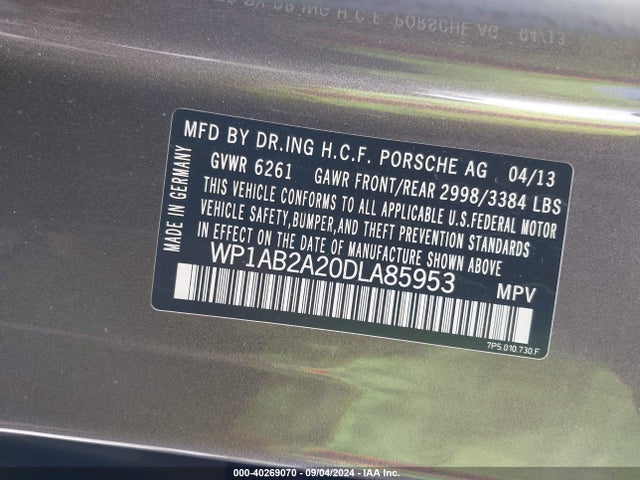 MFD BY DR.ING H.C.F. PORSCHE AG 04/13
GVWR 6261 GAWR FRONT/REAR 2998/3384 LBS
THIS VEHICLE CONFORMS TO ALL APPLICABLE U.S.FEDERAL MOTOR
VEHICLE SAFETY,BUMPER,AND THEFT PREVENTION STANDARDS
IN EFFECT ON THE DATE OF MANUFACTURE SHOWN ABOVE
WP1AB2A20DLA85953 MPV
7P5.010.730.F
MADE IN GERMANY
000-40269070 - 09/04/2024 - IAA Inc.